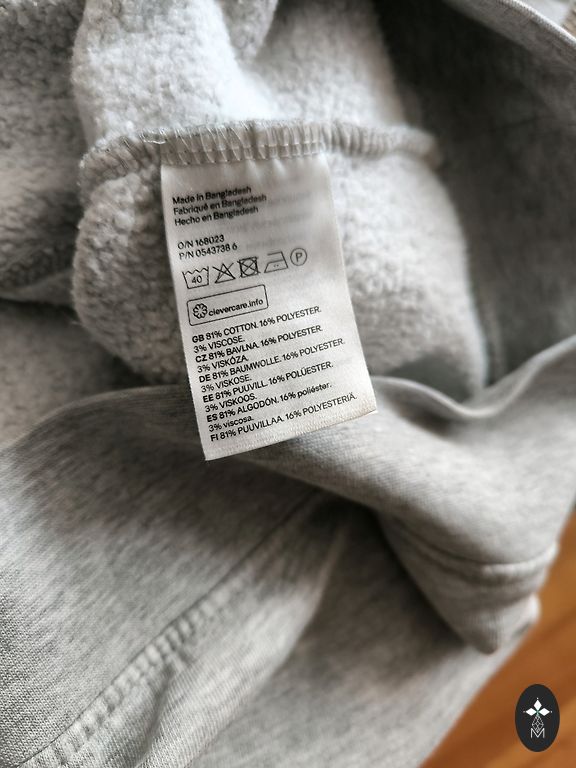 Made in Bangladesh
Fabriqué en Bangladesh
Hecho en Bangladesh
O/N 168023
P/N 0543738 6
40 P
clevercare.info
GB 81% COTTON. 16% POLYESTER.
3% VISCOSE.
CZ 81% BAVLNA. 16% POLYESTER.
3% VISKÓZA.
DE 81% BAUMWOLLE. 16% POLYESTER.
3% VISKOSE.
EE 81% PUUVILL. 16% POLÜESTER.
3% VISKOOS.
ES 81% ALGODÓN. 16% poliéster.
3% viscosa.
FI 81% PUUVILLAA. 16% POLYESTERIÄ.
M